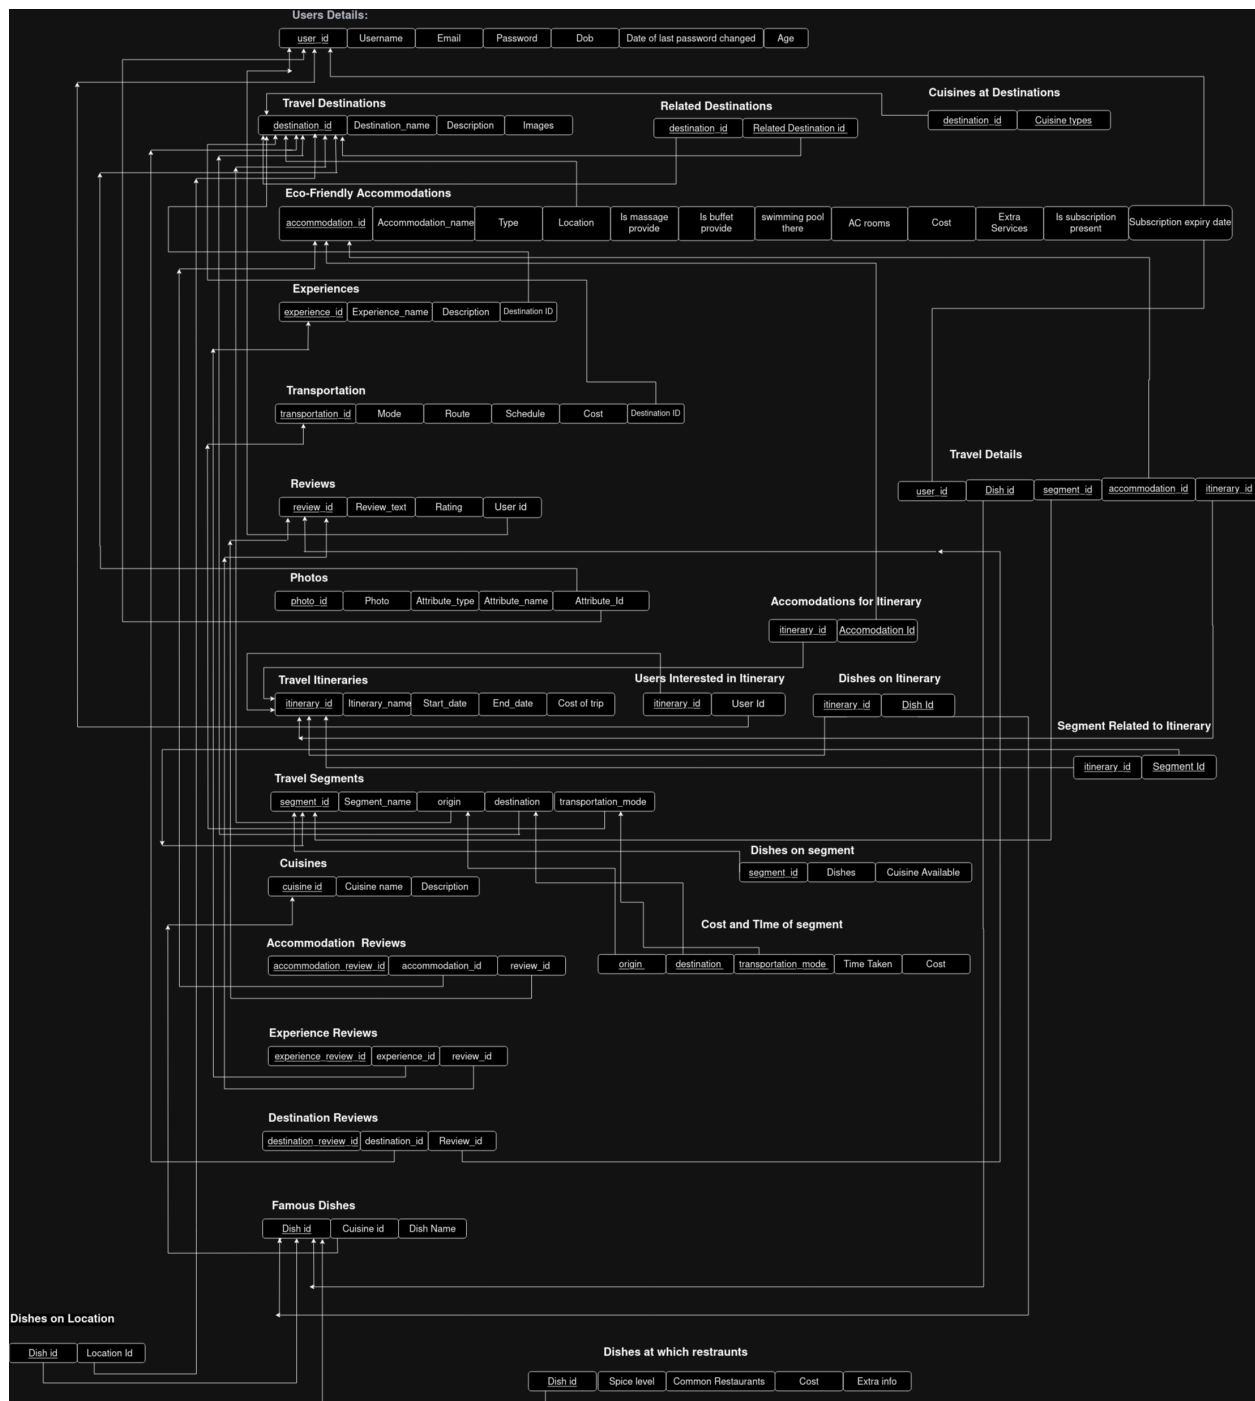 Users Details:
user_id Username Email Password Dob Date of last password changed Age
Travel Destinations
destination_id Destination_name Description Images
Related Destinations
destination_id Related Destination id
Cuisines at Destinations
destination_id Cuisine types
Eco-Friendly Accommodations
accommodation_id Accommodation_name Type Location Is massage provide Is buffet provide swimming pool there AC rooms Cost Extra Services Is subscription present Subscription expiry date
Experiences
experience_id Experience_name Description Destination ID
Transportation
transportation_id Mode Route Schedule Cost Destination ID
Travel Details
user_id Dish id segment_id accommodation_id itinerary_id
Reviews
review_id Review_text Rating User id
Photos
photo_id Photo Attribute_type Attribute_name Attribute_Id
Accomodations for Itinerary
itinerary_id Accomodation Id
Travel Itineraries
itinerary_id Itinerary_name Start_date End_date Cost of trip
Users Interested in Itinerary
itinerary_id User Id
Dishes on Itinerary
itinerary_id Dish Id
Segment Related to Itinerary
itinerary_id Segment Id
Travel Segments
segment_id Segment_name origin destination transportation_mode
Dishes on segment
segment_id Dishes Cuisine Available
Cuisines
cuisine id Cuisine name Description
Cost and TIme of segment
origin destination transportation_mode Time Taken Cost
Accommodation Reviews
accommodation_review_id accommodation_id review_id
Experience Reviews
experience_review_id experience_id review_id
Destination Reviews
destination_review_id destination_id Review_id
Famous Dishes
Dish id Cuisine id Dish Name
Dishes on Location
Dish id Location Id
Dishes at which restraunts
Dish id Spice level Common Restaurants Cost Extra info